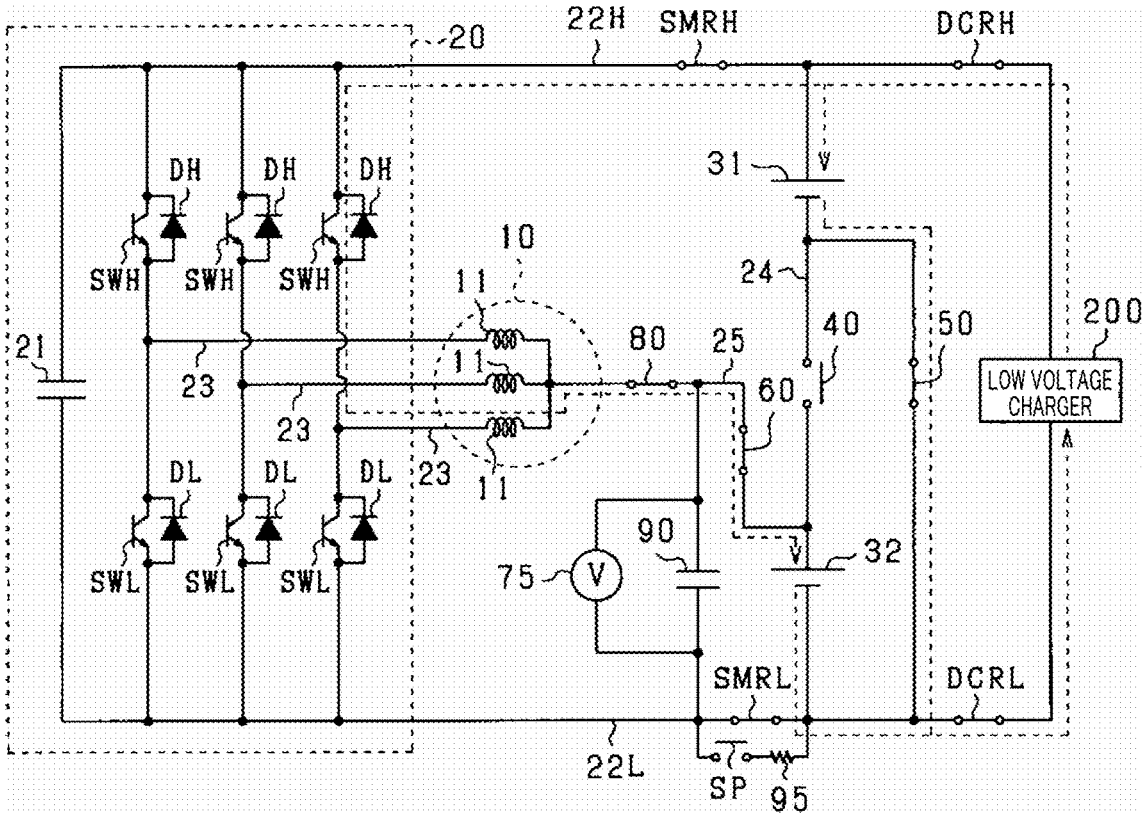 22H SMRH DCRH
20
DH DH DH
31
SWH SWH SWH
10
24
11
200
21
23
11
80 25
40
50
60
LOW VOLTAGE
CHARGER
23
23
11
DL DL DL
90
32
75
V
SWL SWL SWL
SMRL DCRL
22L
SP
95